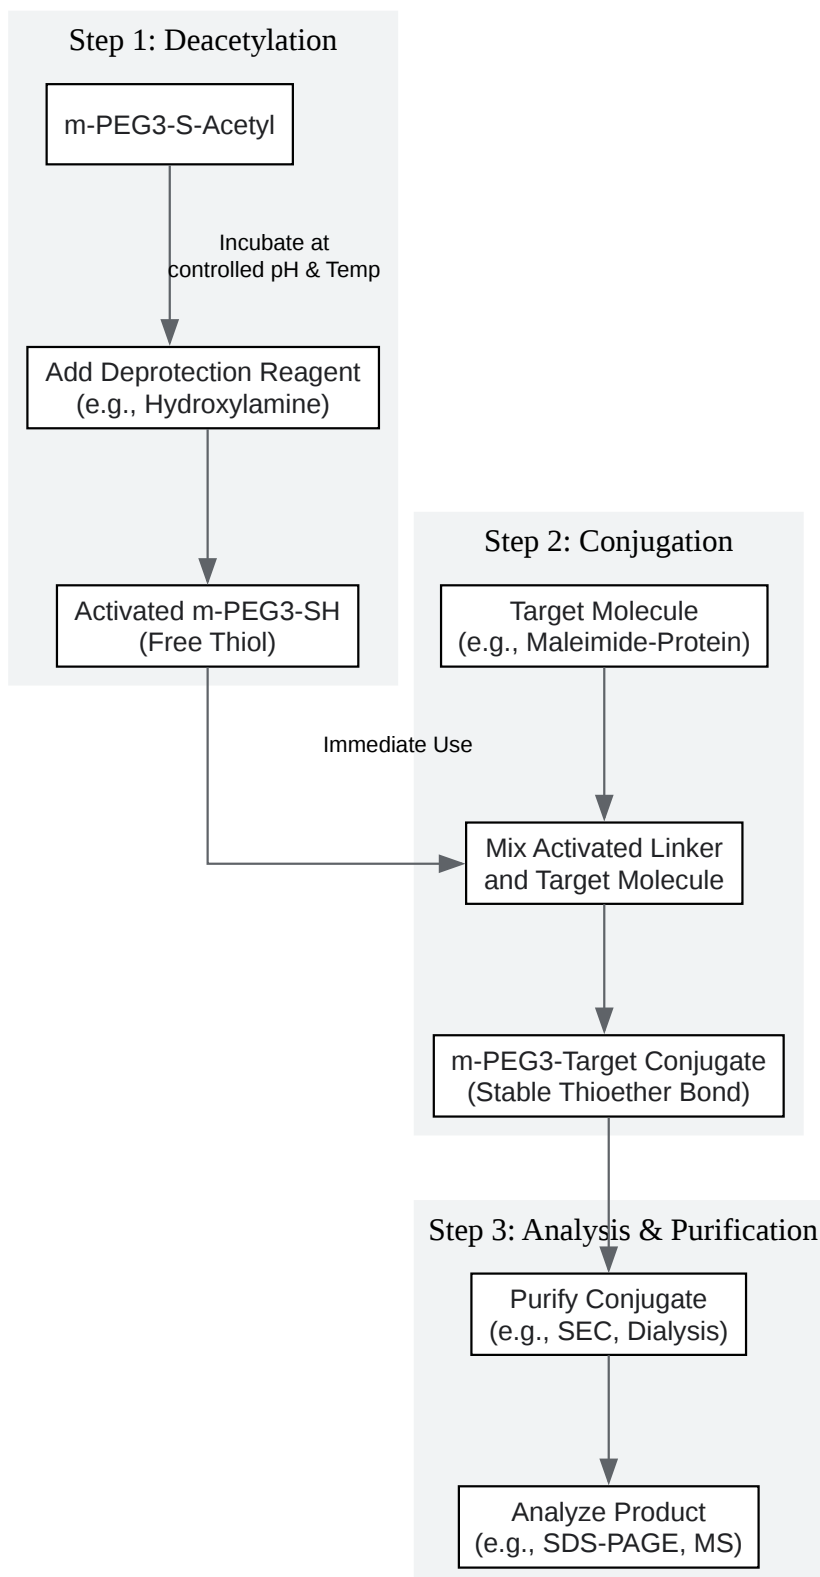 Step 1: Deacetylation
m-PEG3-S-Acetyl
Incubate at
controlled pH & Temp
Add Deprotection Reagent
(e.g., Hydroxylamine)
Activated m-PEG3-SH
(Free Thiol)
Step 2: Conjugation
Target Molecule
(e.g., Maleimide-Protein)
Immediate Use
Mix Activated Linker
and Target Molecule
m-PEG3-Target Conjugate
(Stable Thioether Bond)
Step 3: Analysis & Purification
Purify Conjugate
(e.g., SEC, Dialysis)
Analyze Product
(e.g., SDS-PAGE, MS)